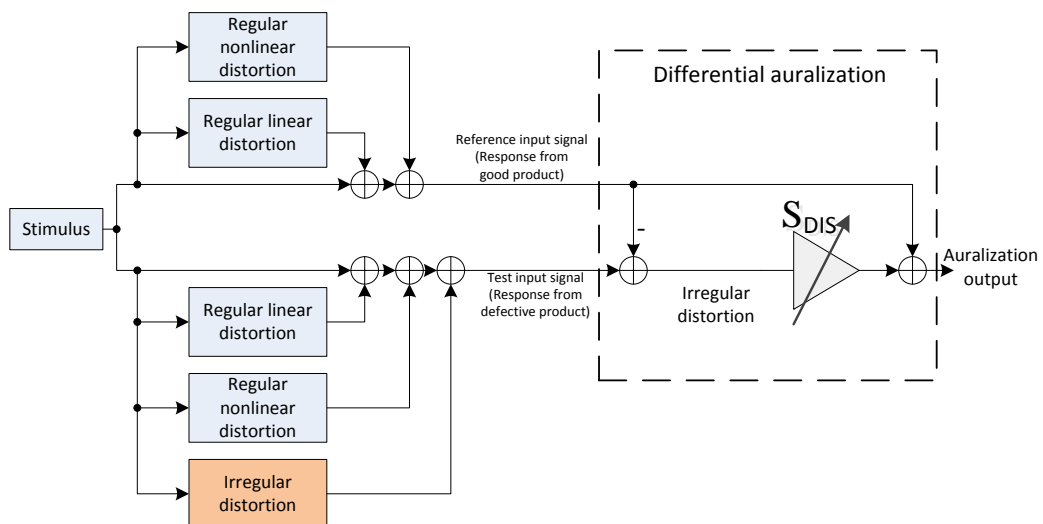 Regular
nonlinear
distortion
Differential auralization
Regular linear
distortion
Reference input signal
(Response from
good product)
Stimulus
-
S_DIS
Auralization
output
Test input signal
(Response from
defective product)
Irregular
distortion
Regular linear
distortion
Regular
nonlinear
distortion
Irregular
distortion